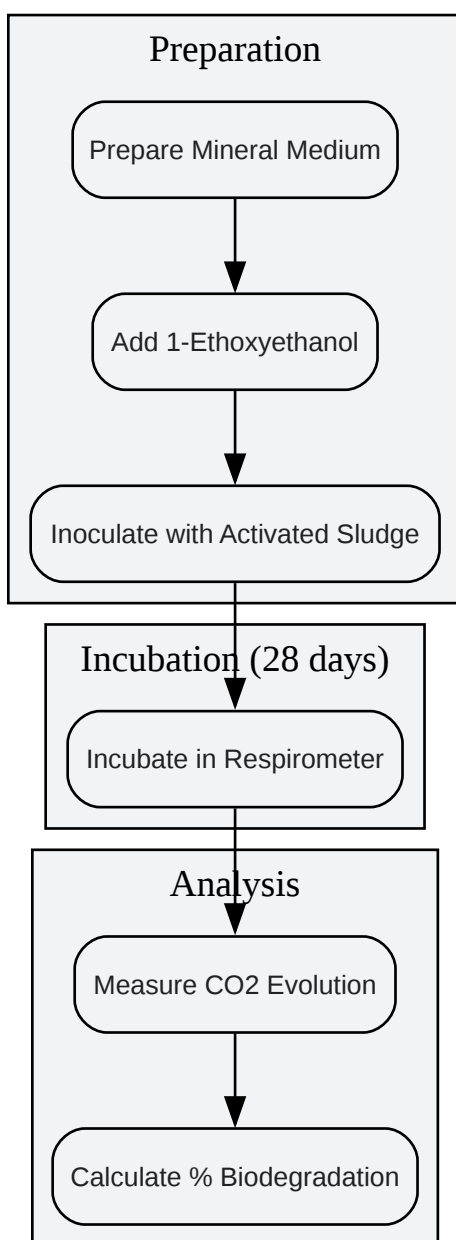 Preparation
Prepare Mineral Medium
Add 1-Ethoxyethanol
Inoculate with Activated Sludge
Incubation (28 days)
Incubate in Respirometer
Analysis
Measure CO2 Evolution
Calculate % Biodegradation